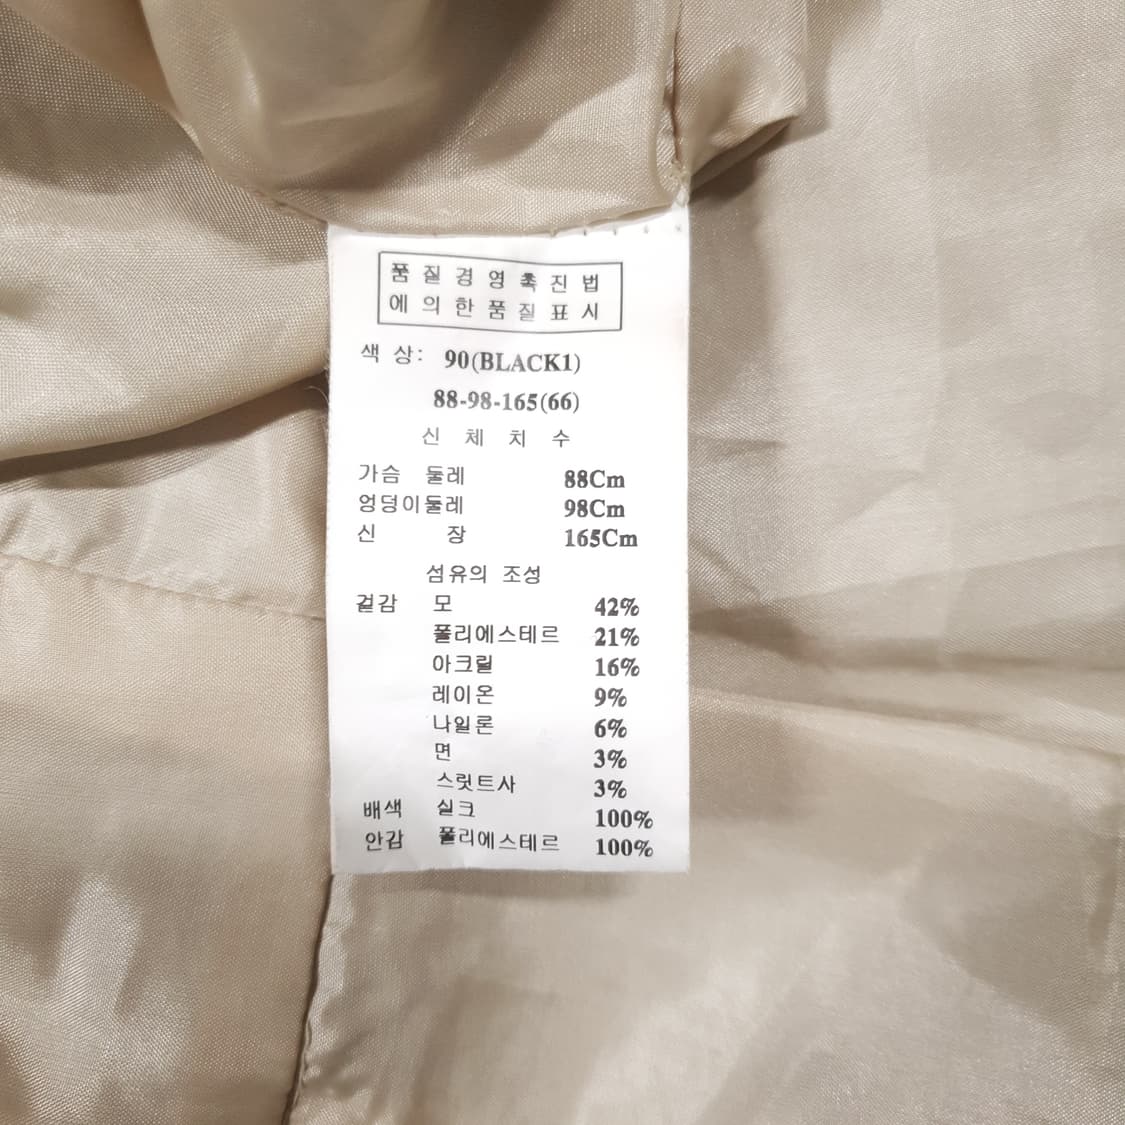 품 질 경 영 촉 진 법
에 의 한 품 질 표 시
색 상: 90(BLACK1)
88-98-165(66)
신 체 치 수
가슴 둘레 88Cm
엉덩이둘레 98Cm
신 장 165Cm
섬유의 조성
겉감 모 42%
폴리에스테르 21%
아크릴 16%
레이온 9%
나일론 6%
면 3%
스릿트사 3%
배색 실크 100%
안감 폴리에스테르 100%